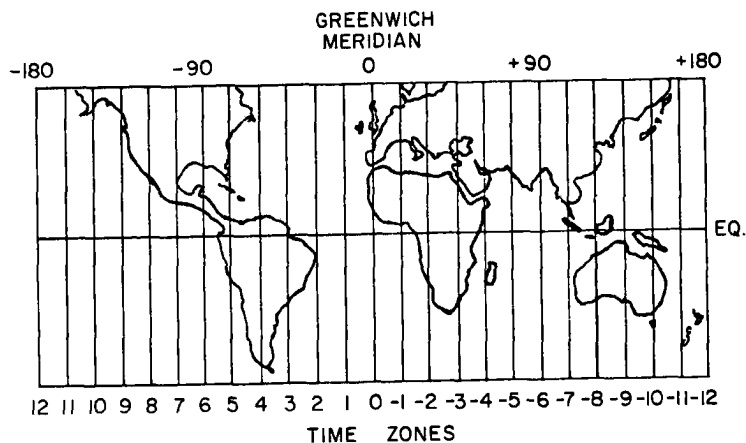 GREENWICH
MERIDIAN
-180 -90 0 +90 +180
EQ.
12 11 10 9 8 7 6 5 4 3 2 1 0 -1 -2 -3 -4 -5 -6 -7 -8 -9 -10 -11 -12
TIME ZONES